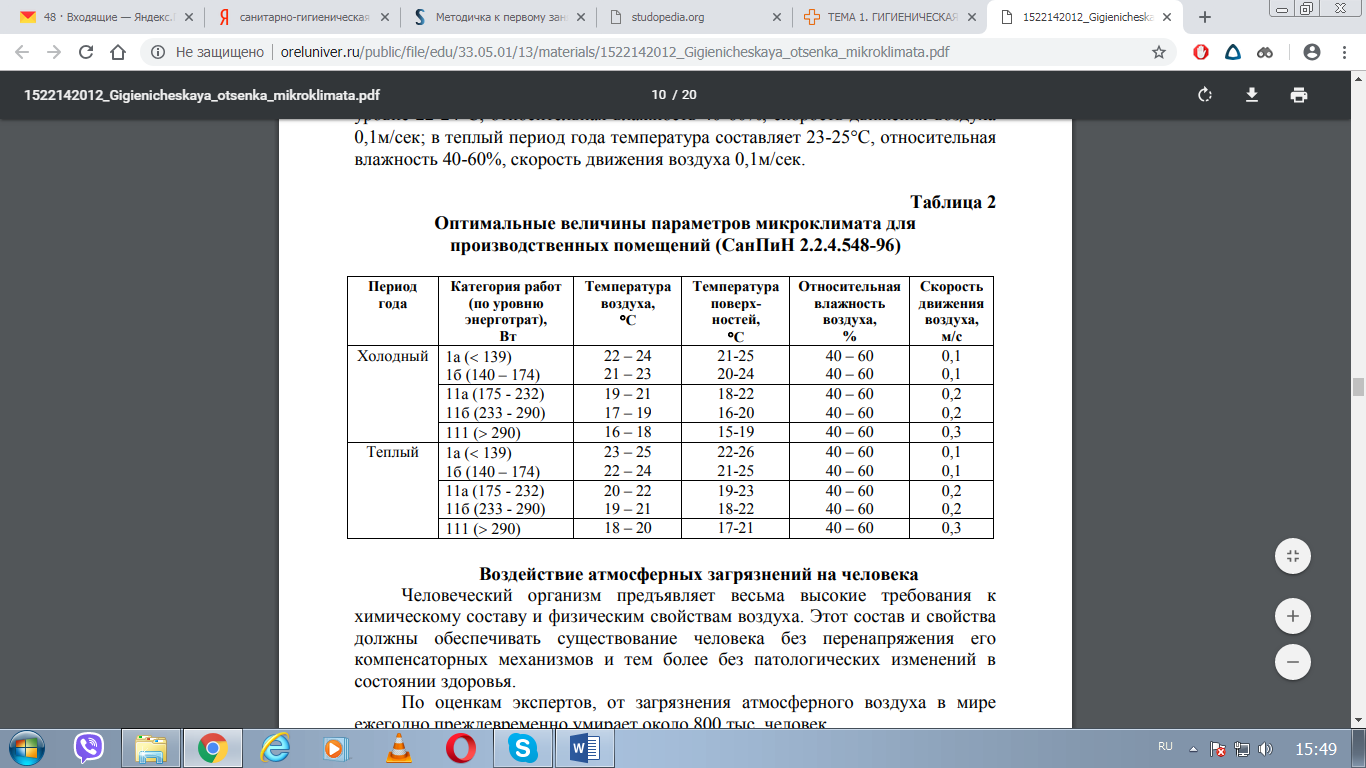 48 · Входящие — Яндекс.
санитарно-гигиеническая
Методичка к первому зан
studopedia.org
ТЕМА 1. ГИГИЕНИЧЕСКАЯ
1522142012_Gigienicheska
Не защищено
oreluniver.ru/public/file/edu/33.05.01/13/materials/1522142012_Gigienicheskaya_otsenka_mikroklimata.pdf
1522142012_Gigienicheskaya_otsenka_mikroklimata.pdf
10 / 20
0,1м/сек; в теплый период года температура составляет 23-25°С, относительная
влажность 40-60%, скорость движения воздуха 0,1м/сек.
Таблица 2
Оптимальные величины параметров микроклимата для
производственных помещений (СанПиН 2.2.4.548-96)
Период года
Категория работ (по уровню энерготрат), Вт
Температура воздуха, °С
Температура поверх-ностей, °С
Относительная влажность воздуха, %
Скорость движения воздуха, м/с
Холодный 1а (< 139) 22 – 24 21-25 40 – 60 0,1
1б (140 – 174) 21 – 23 20-24 40 – 60 0,1
11а (175 - 232) 19 – 21 18-22 40 – 60 0,2
11б (233 - 290) 17 – 19 16-20 40 – 60 0,2
111 (> 290) 16 – 18 15-19 40 – 60 0,3
Теплый 1а (< 139) 23 – 25 22-26 40 – 60 0,1
1б (140 – 174) 22 – 24 21-25 40 – 60 0,1
11а (175 - 232) 20 – 22 19-23 40 – 60 0,2
11б (233 - 290) 19 – 21 18-22 40 – 60 0,2
111 (> 290) 18 – 20 17-21 40 – 60 0,3
Воздействие атмосферных загрязнений на человека
Человеческий организм предъявляет весьма высокие требования к
химическому составу и физическим свойствам воздуха. Этот состав и свойства
должны обеспечивать существование человека без перенапряжения его
компенсаторных механизмов и тем более без патологических изменений в
состоянии здоровья.
По оценкам экспертов, от загрязнения атмосферного воздуха в мире
ежегодно преждевременно умирает около 800 тыс. человек.
RU
15:49